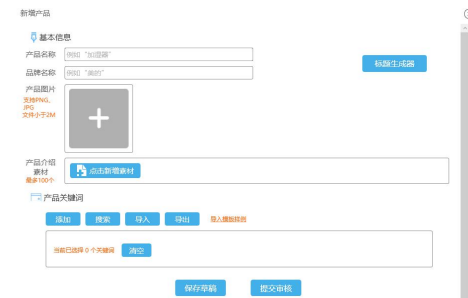 新增产品
基本信息
产品名称 例如 "加湿器"
标题生成器
品牌名称 例如 "美的"
产品图片
支持PNG、
JPG
文件小于2M
产品介绍
素材
最多100个
点击新增素材
产品关键词
添加 搜索 导入 导出 导入模板样例
当前已选择 0 个关键词 清空
保存草稿 提交审核